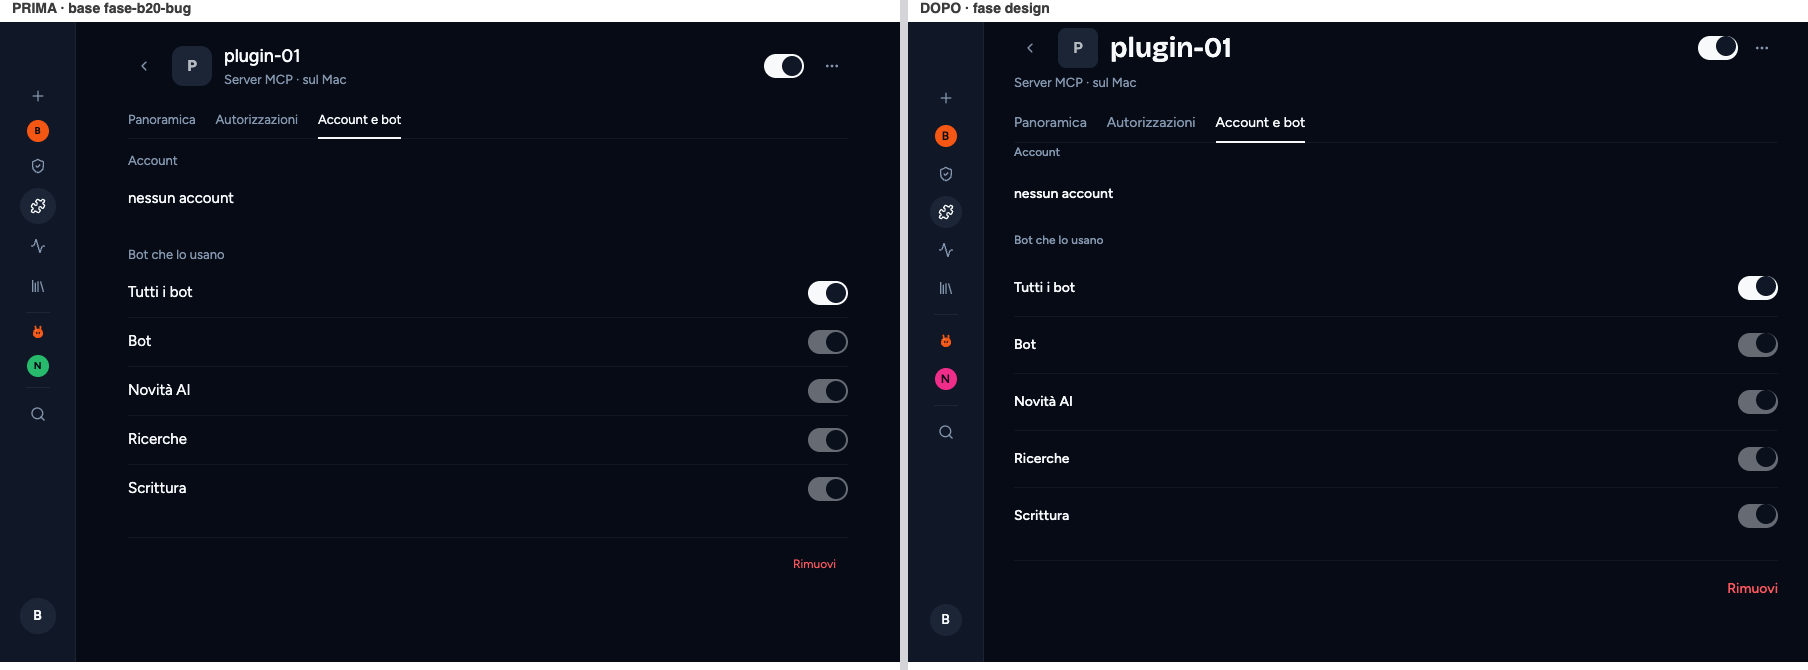 PRIMA · base fase-b20-bug
P
plugin-01
Server MCP · sul Mac
Panoramica Autorizzazioni Account e bot
Account
nessun account
Bot che lo usano
Tutti i bot
Bot
Novità AI
Ricerche
Scrittura
Rimuovi
B
N
B
DOPO · fase design
P
plugin-01
Server MCP · sul Mac
Panoramica Autorizzazioni Account e bot
Account
nessun account
Bot che lo usano
Tutti i bot
Bot
Novità AI
Ricerche
Scrittura
Rimuovi
B
N
B